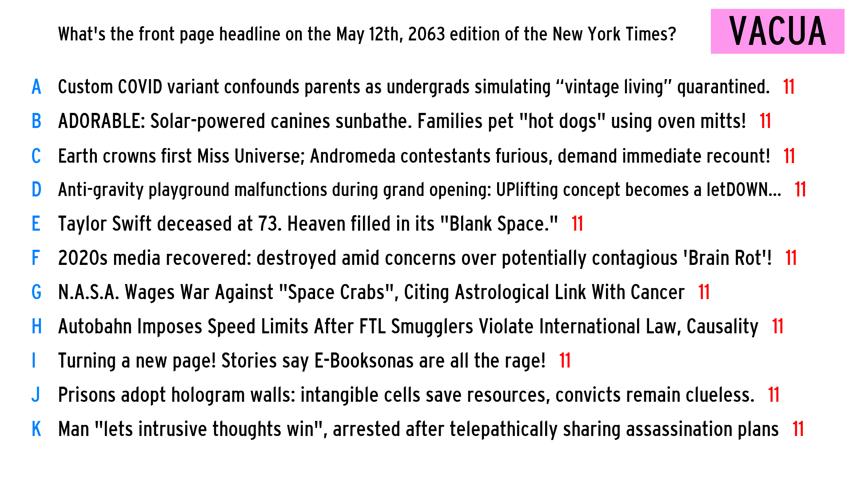 What's the front page headline on the May 12th, 2063 edition of the New York Times?
VACUA
A Custom COVID variant confounds parents as undergrads simulating “vintage living” quarantined. 11
B ADORABLE: Solar-powered canines sunbathe. Families pet "hot dogs" using oven mitts! 11
C Earth crowns first Miss Universe; Andromeda contestants furious, demand immediate recount! 11
D Anti-gravity playground malfunctions during grand opening: UPlifting concept becomes a letDOWN... 11
E Taylor Swift deceased at 73. Heaven filled in its "Blank Space." 11
F 2020s media recovered: destroyed amid concerns over potentially contagious 'Brain Rot'! 11
G N.A.S.A. Wages War Against "Space Crabs", Citing Astrological Link With Cancer 11
H Autobahn Imposes Speed Limits After FTL Smugglers Violate International Law, Causality 11
I Turning a new page! Stories say E-Booksonas are all the rage! 11
J Prisons adopt hologram walls: intangible cells save resources, convicts remain clueless. 11
K Man "lets intrusive thoughts win", arrested after telepathically sharing assassination plans 11